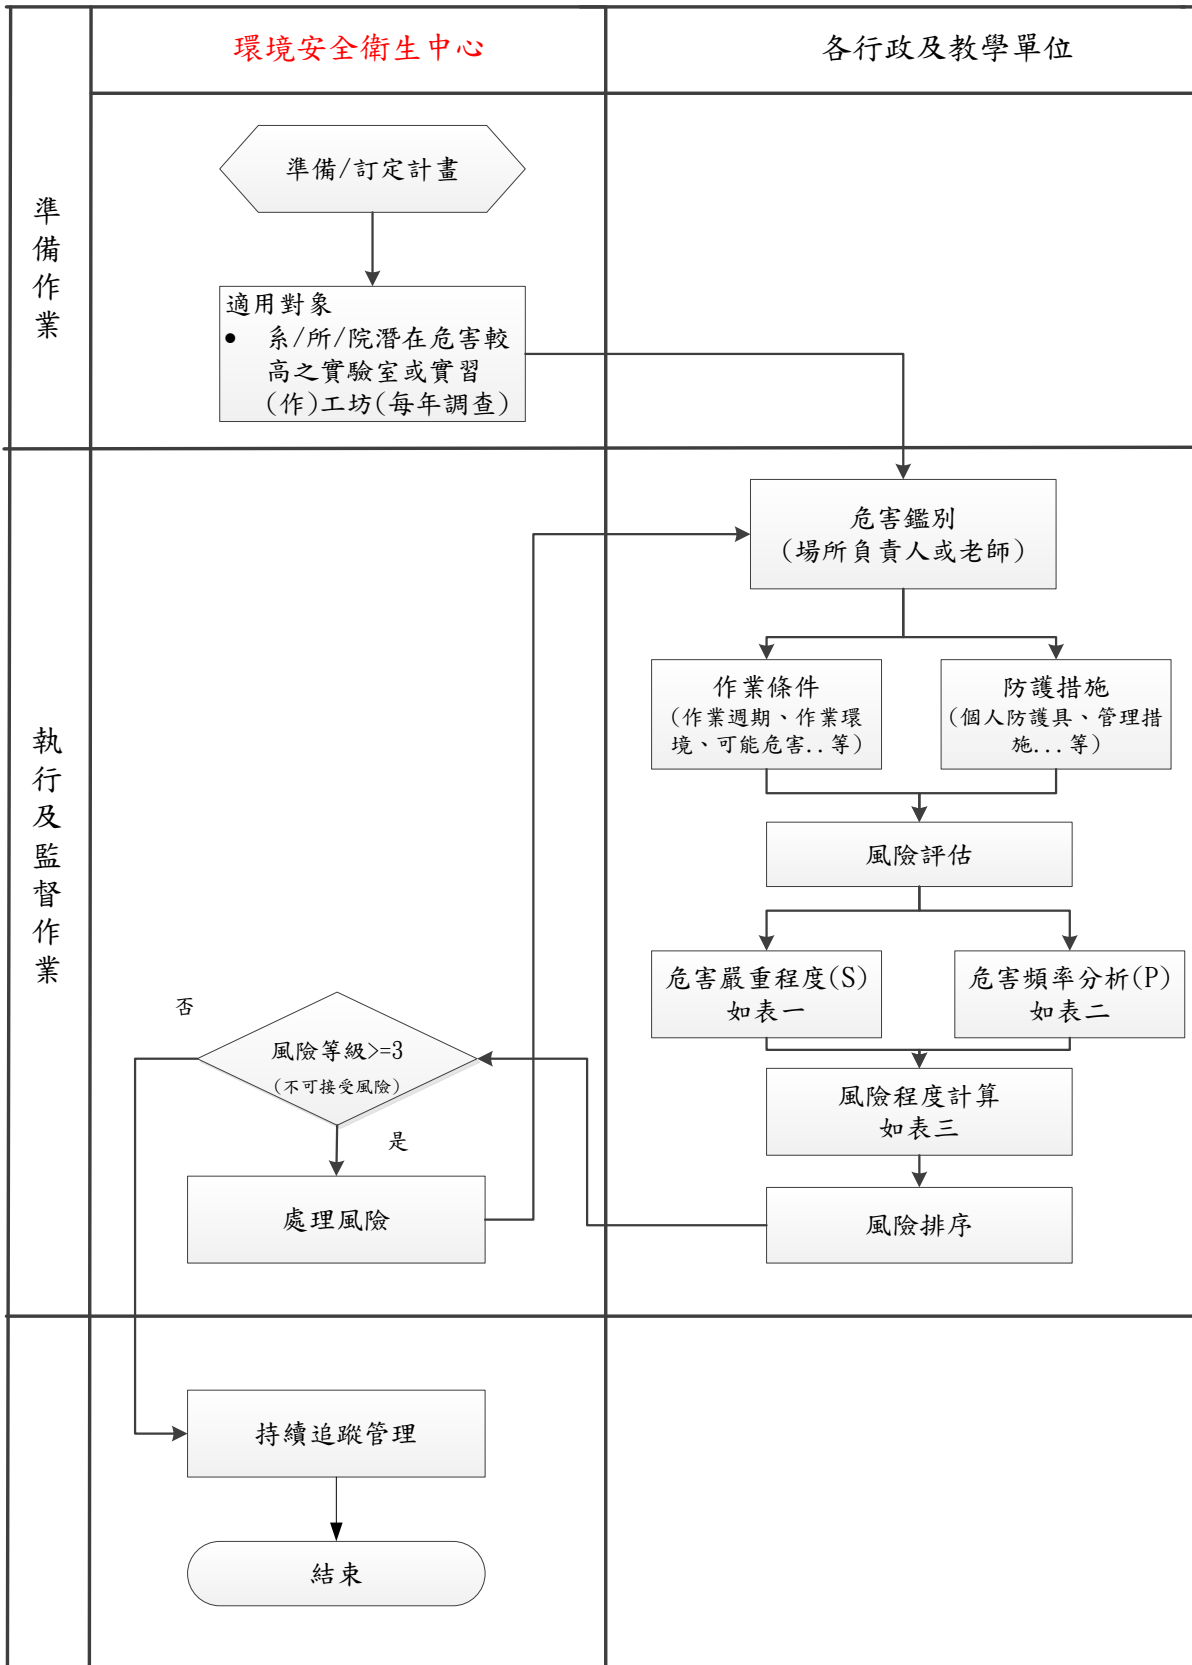 環境安全衛生中心
各行政及教學單位
準備作業
準備/訂定計畫
適用對象
• 系/所/院潛在危害較
高之實驗室或實習
(作)工坊(每年調查)
執行及監督作業
危害鑑別
(場所負責人或老師)
作業條件
(作業週期、作業環
境、可能危害..等)
防護措施
(個人防護具、管理措
施...等)
風險評估
危害嚴重程度(S)
如表一
危害頻率分析(P)
如表二
風險程度計算
如表三
風險排序
否
風險等級>=3
(不可接受風險)
是
處理風險
持續追蹤管理
結束